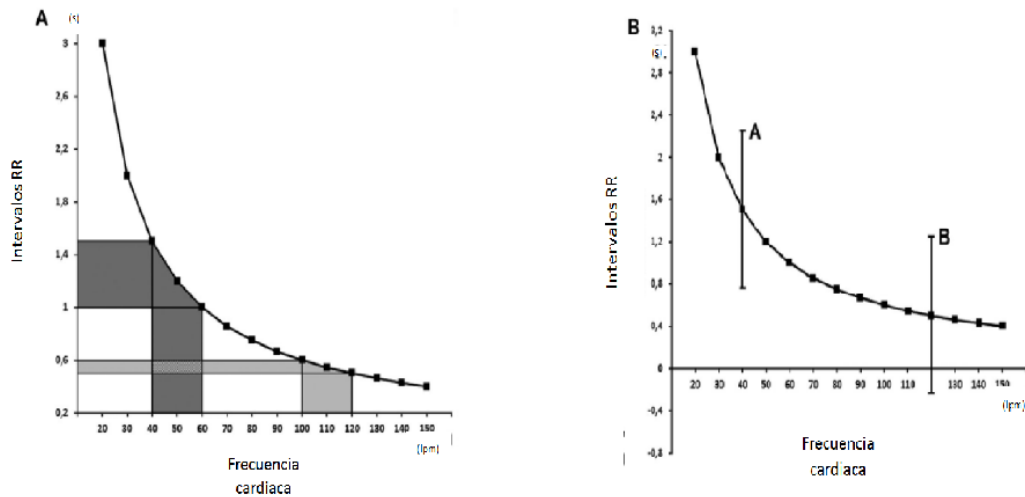 A (s)
3
2,6
2,2
1,8
1,4
1
0,6
0,2
Intervalos RR
20 30 40 50 60 70 80 90 100 110 120 130 140 150
(lpm)
Frecuencia
cardiaca
B
3,2
(s)
2,8
2,4
2
1,6
1,2
0,8
0,4
0
-0,4
-0,8
Intervalos RR
A
B
20 30 40 50 60 70 80 90 100 110 130 140 150
(lpm)
Frecuencia
cardiaca